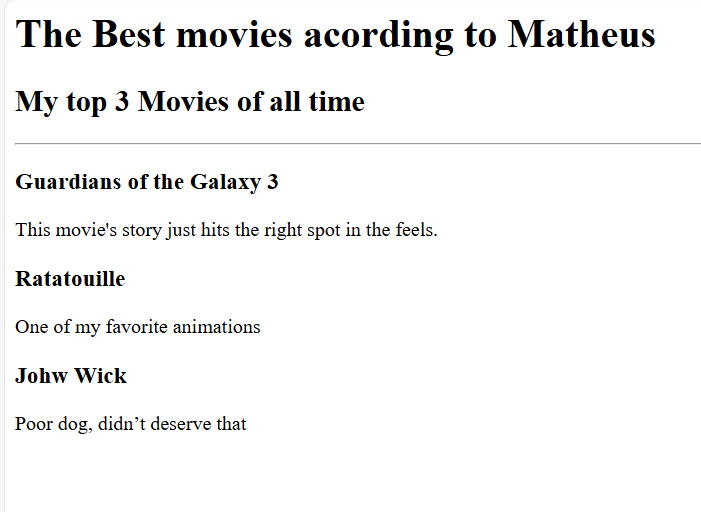 The Best movies acording to Matheus
My top 3 Movies of all time
Guardians of the Galaxy 3
This movie's story just hits the right spot in the feels.
Ratatouille
One of my favorite animations
Johw Wick
Poor dog, didn’t deserve that